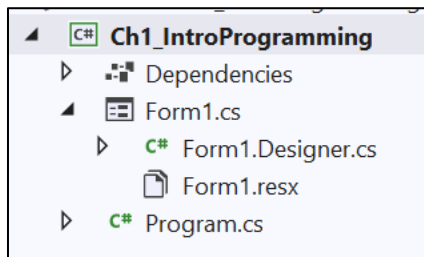 C# Ch1_IntroProgramming
Dependencies
Form1.cs
C# Form1.Designer.cs
Form1.resx
C# Program.cs